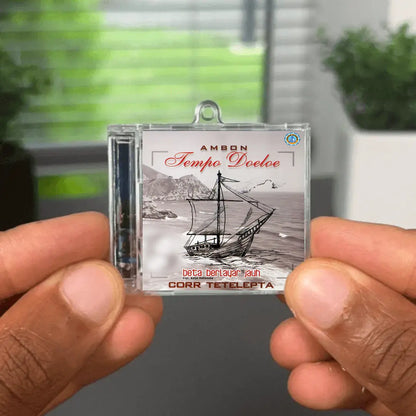 AMBON
Tempo Doeloe
Beta Berlayar Jauh
CORR TETELEPTA